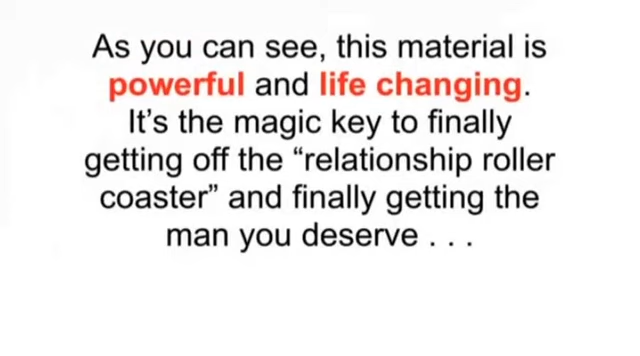 As you can see, this material is
powerful and life changing.
It’s the magic key to finally
getting off the “relationship roller
coaster” and finally getting the
man you deserve . . .